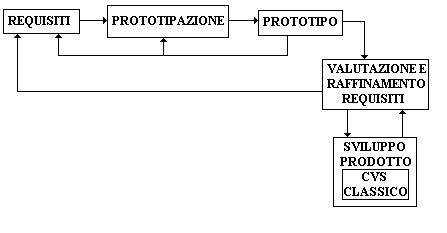 REQUISITI
PROTOTIPAZIONE
PROTOTIPO
VALUTAZIONE E
RAFFINAMENTO
REQUISITI
SVILUPPO
PRODOTTO
CVS
CLASSICO